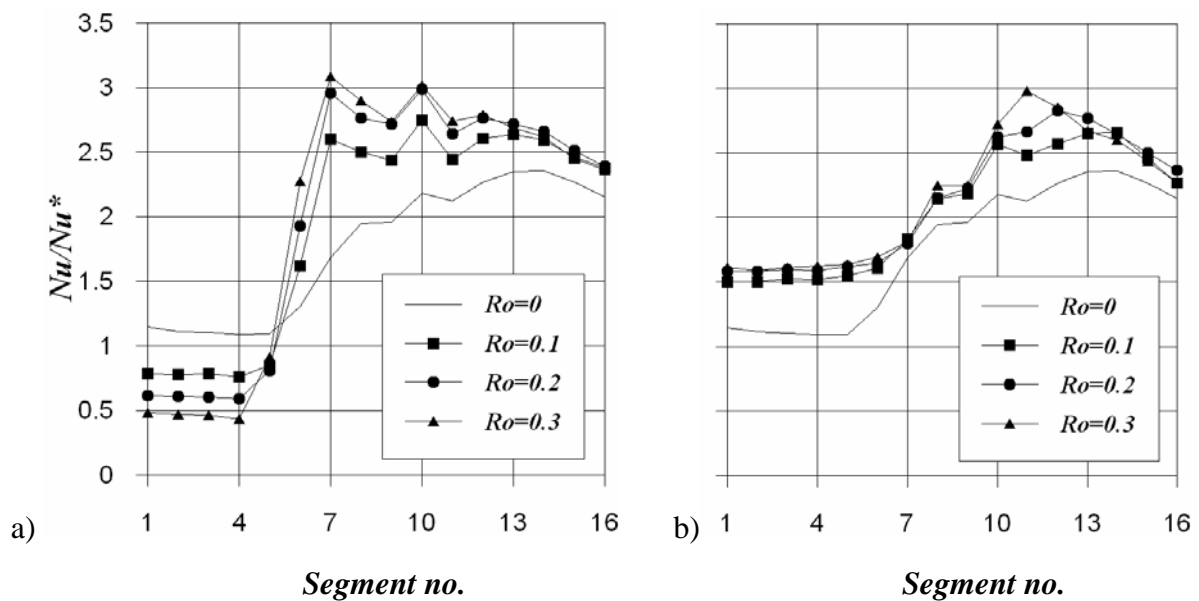 3.5
3
2.5
2
1.5
1
0.5
0
Nu/Nu*
Ro=0
Ro=0.1
Ro=0.2
Ro=0.3
1 4 7 10 13 16
a)
Segment no.
Ro=0
Ro=0.1
Ro=0.2
Ro=0.3
1 4 7 10 13 16
b)
Segment no.